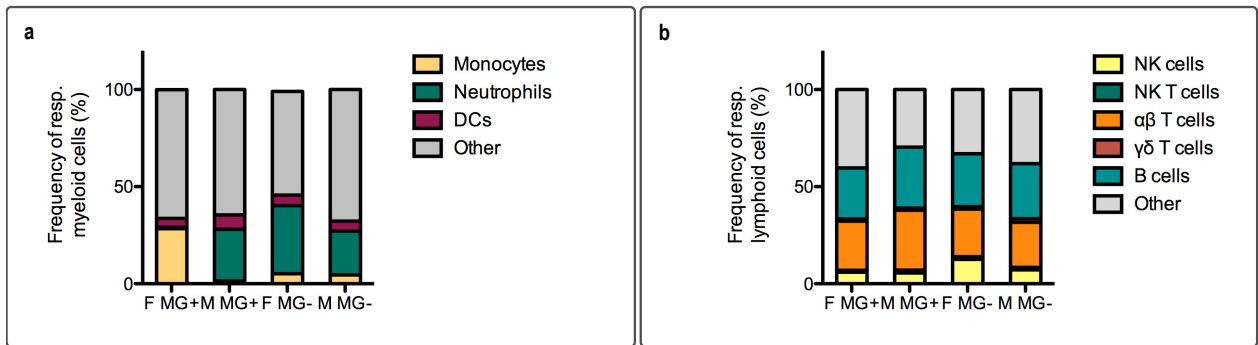 a
Frequency of resp.
myeloid cells (%)
100
50
0
F MG+ M MG+ F MG- M MG-
Monocytes
Neutrophils
DCs
Other
b
Frequency of resp.
lymphoid cells (%)
100
50
0
F MG+ M MG+ F MG- M MG-
NK cells
NK T cells
αβ T cells
γδ T cells
B cells
Other